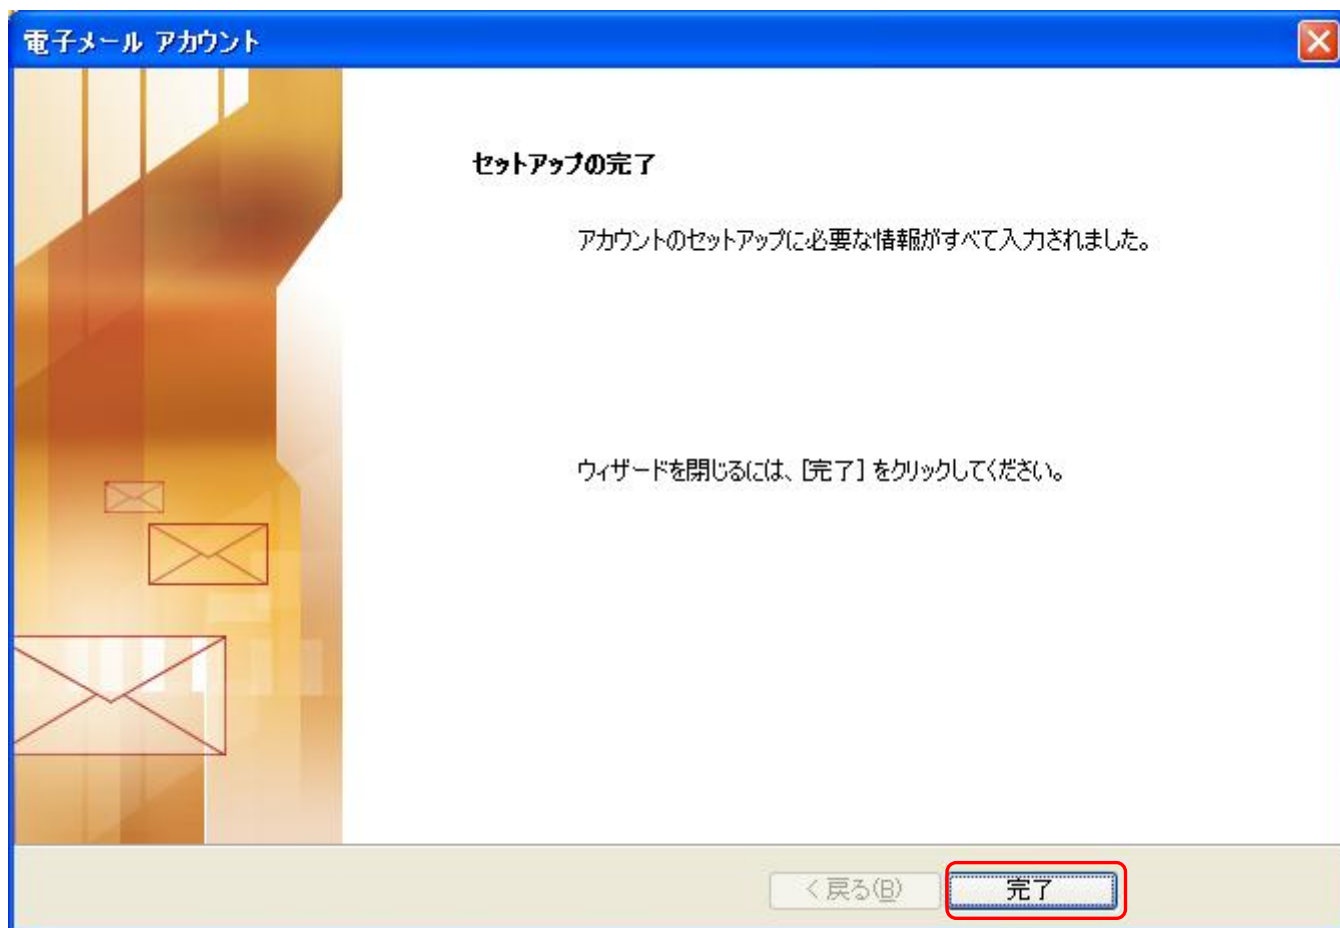 電子メール アカウント
セットアップの完了
アカウントのセットアップに必要な情報がすべて入力されました。
ウィザードを閉じるには、[完了] をクリックしてください。
< 戻る(B)
完了